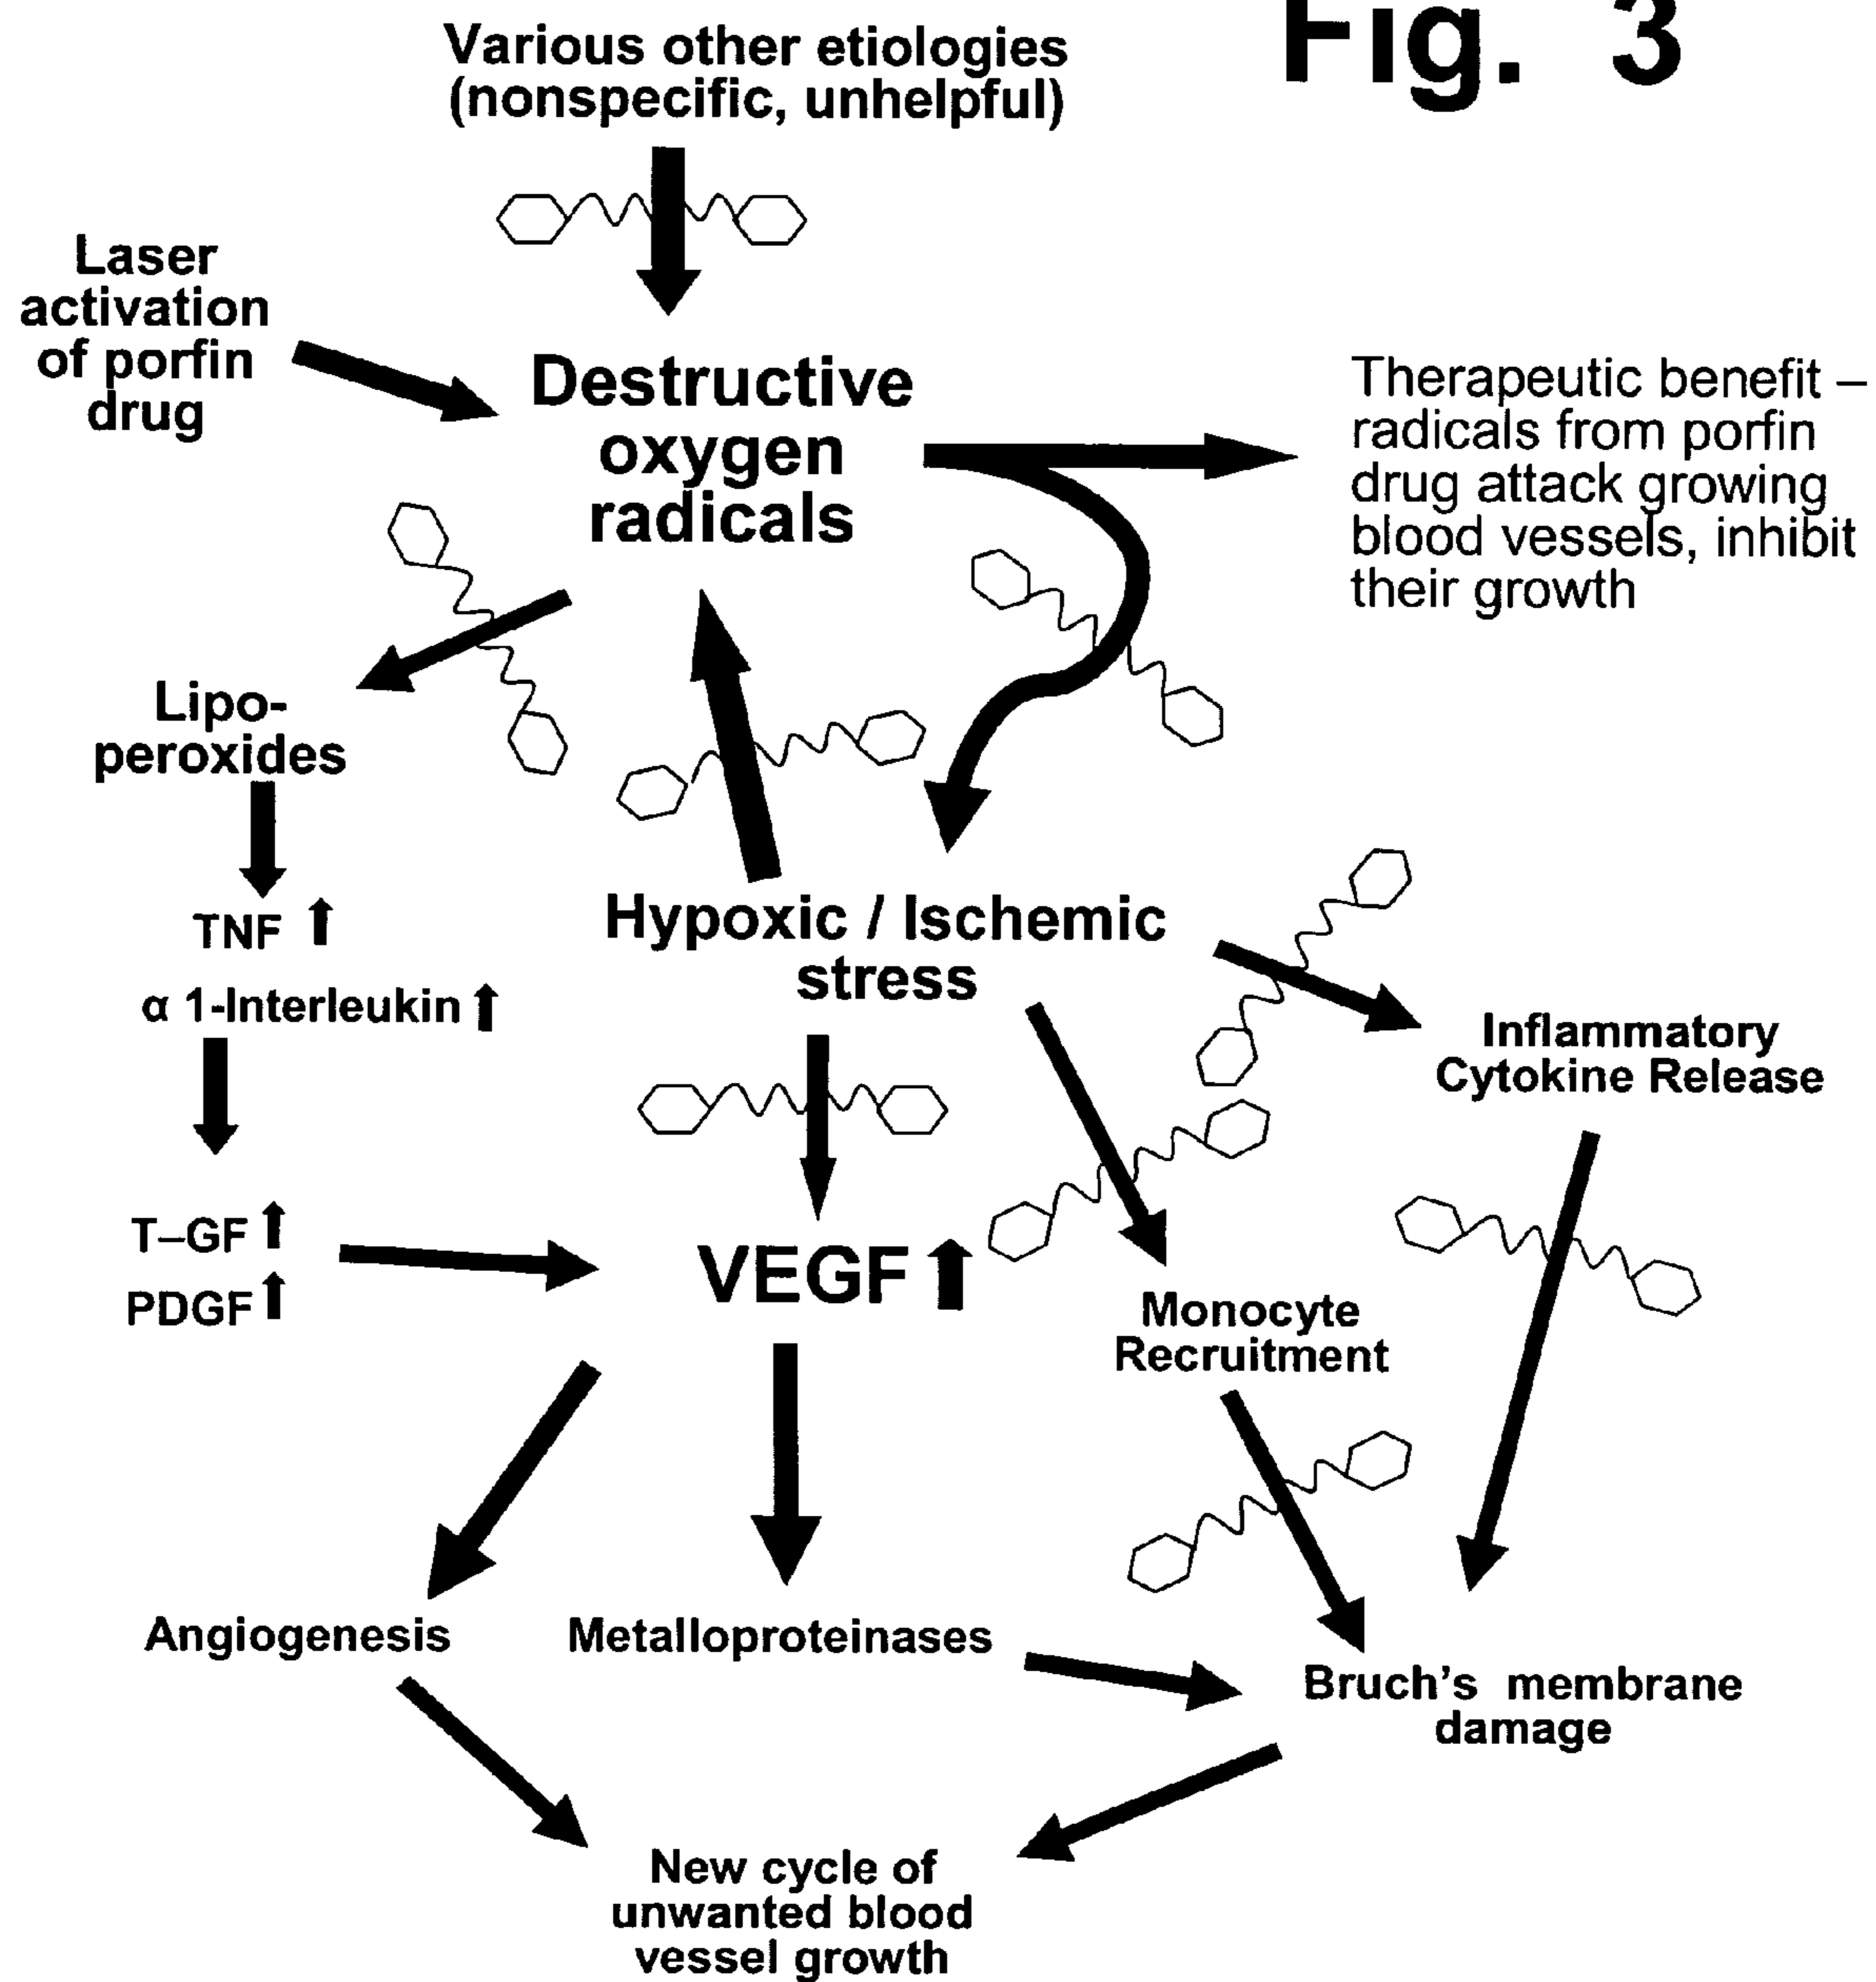 Fig. 3
Various other etiologies
(nonspecific, unhelpful)
Laser
activation
of porfin
drug
Destructive
oxygen
radicals
Therapeutic benefit –
radicals from porfin
drug attack growing
blood vessels, inhibit
their growth
Lipo-
peroxides
TNF ⬆
α 1-Interleukin ⬆
Hypoxic / Ischemic
stress
Inflammatory
Cytokine Release
T–GF ⬆
PDGF ⬆
VEGF ⬆
Monocyte
Recruitment
Angiogenesis
Metalloproteinases
Bruch's membrane
damage
New cycle of
unwanted blood
vessel growth